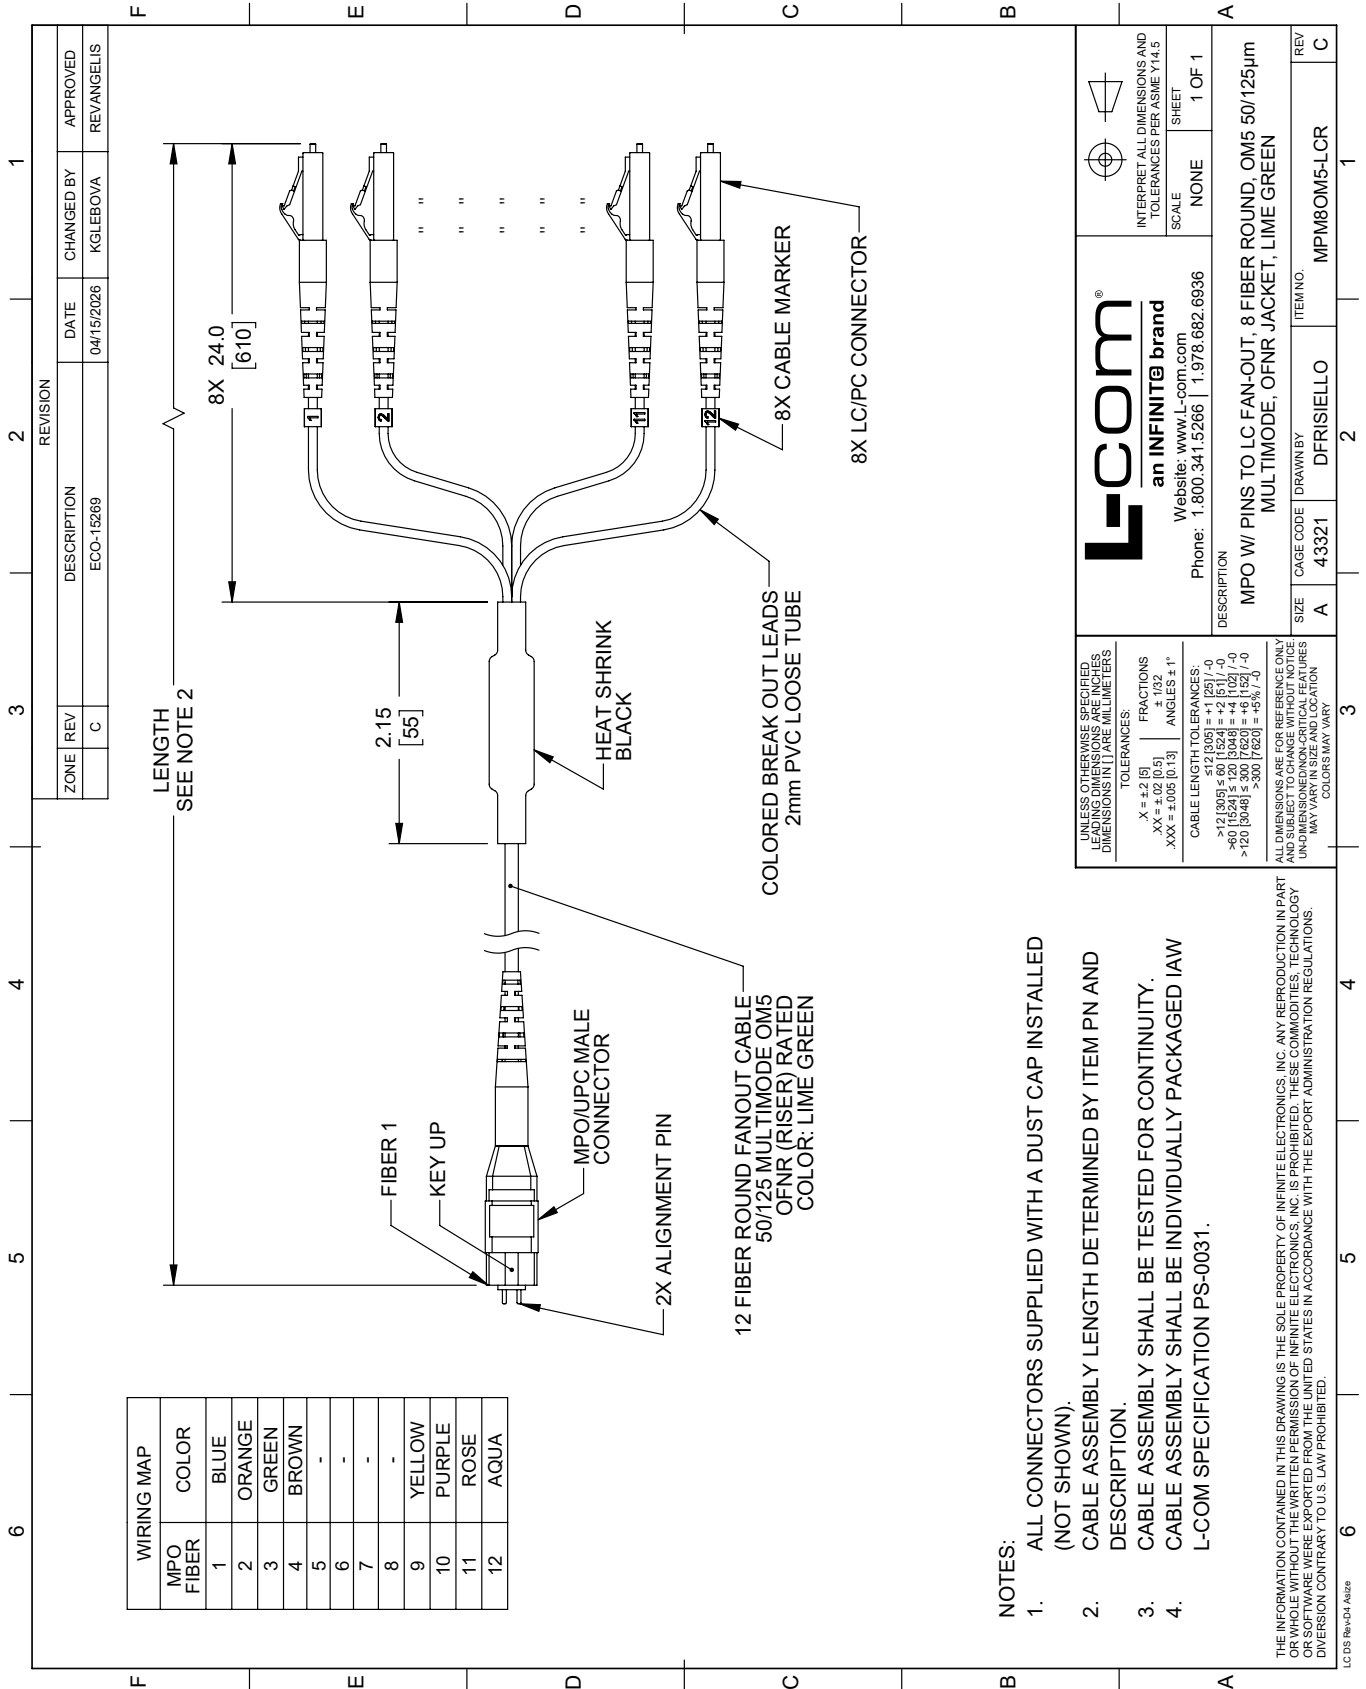 REVISION
ZONE REV DESCRIPTION DATE CHANGED BY APPROVED
C ECO-15269 04/15/2026 KGLEBOVA REVANGELIS
6 5 4 3 2 1
F
E
D
C
B
A
WIRING MAP
MPO FIBER COLOR
1 BLUE
2 ORANGE
3 GREEN
4 BROWN
5 -
6 -
7 -
8 -
9 YELLOW
10 PURPLE
11 ROSE
12 AQUA
LENGTH
SEE NOTE 2
8X 24.0
[610]
2.15
[55]
FIBER 1
KEY UP
MPO/UPC MALE
CONNECTOR
2X ALIGNMENT PIN
12 FIBER ROUND FANOUT CABLE
50/125 MULTIMODE OM5
OFNR (RISER) RATED
COLOR: LIME GREEN
HEAT SHRINK
BLACK
COLORED BREAK OUT LEADS
2mm PVC LOOSE TUBE
1
2
" "
" "
" "
" "
" "
11
12
8X CABLE MARKER
8X LC/PC CONNECTOR
NOTES:
1. ALL CONNECTORS SUPPLIED WITH A DUST CAP INSTALLED
(NOT SHOWN).
2. CABLE ASSEMBLY LENGTH DETERMINED BY ITEM PN AND
DESCRIPTION.
3. CABLE ASSEMBLY SHALL BE TESTED FOR CONTINUITY.
4. CABLE ASSEMBLY SHALL BE INDIVIDUALLY PACKAGED IAW
L-COM SPECIFICATION PS-0031.
THE INFORMATION CONTAINED IN THIS DRAWING IS THE SOLE PROPERTY OF INFINITE ELECTRONICS, INC. ANY REPRODUCTION IN PART
OR WHOLE WITHOUT THE WRITTEN PERMISSION OF INFINITE ELECTRONICS, INC. IS PROHIBITED. THESE COMMODITIES, TECHNOLOGY
OR SOFTWARE WERE EXPORTED FROM THE UNITED STATES IN ACCORDANCE WITH THE EXPORT ADMINISTRATION REGULATIONS.
DIVERSION CONTRARY TO U.S. LAW PROHIBITED.
UNLESS OTHERWISE SPECIFIED
LEADING DIMENSIONS ARE INCHES
DIMENSIONS IN [ ] ARE MILLIMETERS
TOLERANCES:
.X = ±.2 [5] FRACTIONS
.XX = ±.02 [0.5] ± 1/32
.XXX = ±.005 [0.13] ANGLES ± 1°
CABLE LENGTH TOLERANCES:
≤12 [305] = +1 [25] / -0
>12 [305] ≤ 60 [1524] = +2 [51] / -0
>60 [1524] ≤ 120 [3048] = +4 [102] / -0
>120 [3048] ≤ 300 [7620] = +6 [152] / -0
>300 [7620] = +5% / -0
ALL DIMENSIONS ARE FOR REFERENCE ONLY
AND SUBJECT TO CHANGE WITHOUT NOTICE.
UN-DIMENSIONED/NON-CRITICAL FEATURES
MAY VARY IN SIZE AND LOCATION
COLORS MAY VARY
L-com®
an INFINIT@ brand
Website: www.L-com.com
Phone: 1.800.341.5266 | 1.978.682.6936
INTERPRET ALL DIMENSIONS AND
TOLERANCES PER ASME Y14.5
SCALE NONE SHEET 1 OF 1
DESCRIPTION
MPO W/ PINS TO LC FAN-OUT, 8 FIBER ROUND, OM5 50/125µm
MULTIMODE, OFNR JACKET, LIME GREEN
SIZE A CAGE CODE 43321 DRAWN BY DFRISIELLO ITEM NO. MPM8OM5-LCR REV C
6 5 4 3 2 1
F
E
D
C
B
A
LC DS Rev-D4 Asize